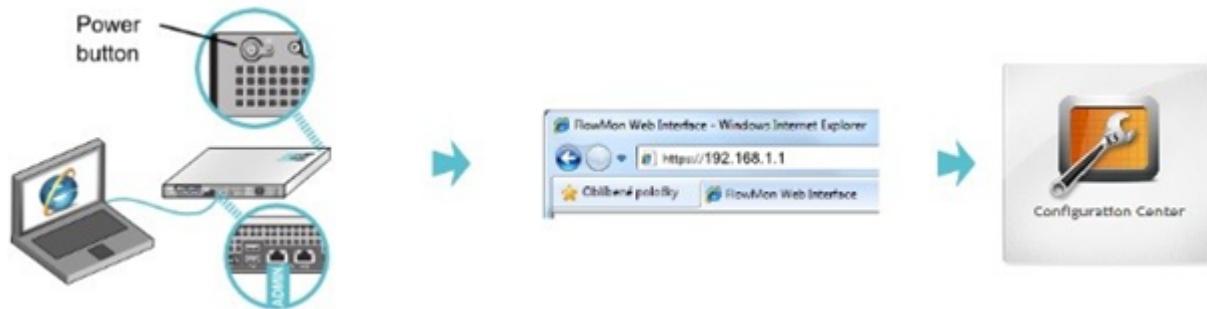 Power
button
ADMIN
FlowMon Web Interface - Windows Internet Explorer
https://192.168.1.1
Oblíbené položky
FlowMon Web Interface
Configuration Center